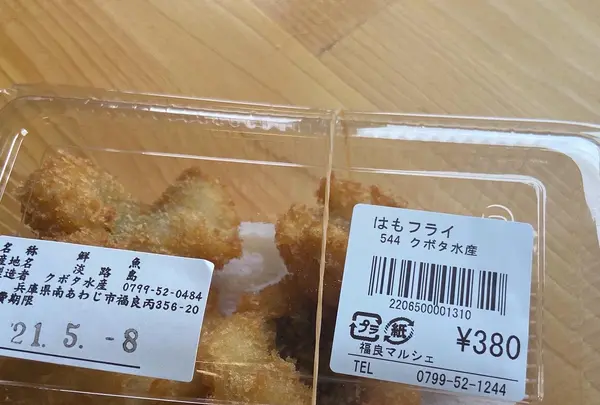 名称 鮮魚
産地名 淡路島
製造者 クボタ水産 0799-52-0484
兵庫県南あわじ市福良丙356-20
費期限
21.5.-8
はもフライ
544 クボタ水産
2206500001310
プラ 紙
¥380
福良マルシェ
TEL 0799-52-1244